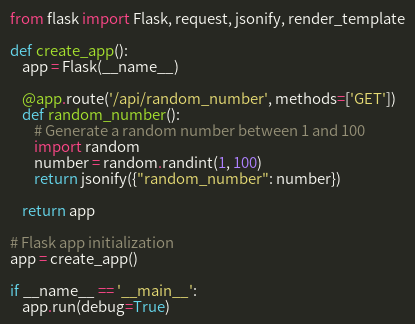 from flask import Flask, request, jsonify, render_template

def create_app():
    app = Flask(__name__)

    @app.route('/api/random_number', methods=['GET'])
    def random_number():
        # Generate a random number between 1 and 100
        import random
        number = random.randint(1, 100)
        return jsonify({"random_number": number})

    return app

# Flask app initialization
app = create_app()

if __name__ == '__main__':
    app.run(debug=True)